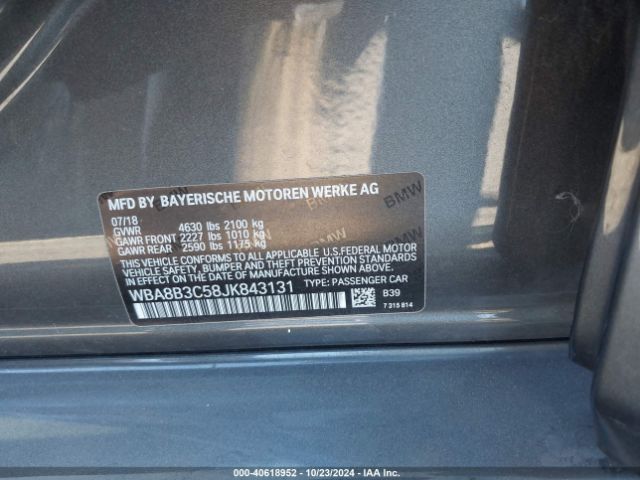 MFD BY BAYERISCHE MOTOREN WERKE AG
07/18
GVWR 4630 lbs 2100 kg
GAWR FRONT 2227 lbs 1010 kg
GAWR REAR 2590 lbs 1175 kg
THIS VEHICLE CONFORMS TO ALL APPLICABLE U.S. FEDERAL MOTOR
VEHICLE SAFETY, BUMPER, AND THEFT PREVENTION STANDARDS
IN EFFECT ON THE DATE OF MANUFACTURE SHOWN ABOVE.
WBA8B3C58JK843131 TYPE: PASSENGER CAR
B39
7 315 814
BMW
BMW
000-40618952 - 10/23/2024 - IAA Inc.